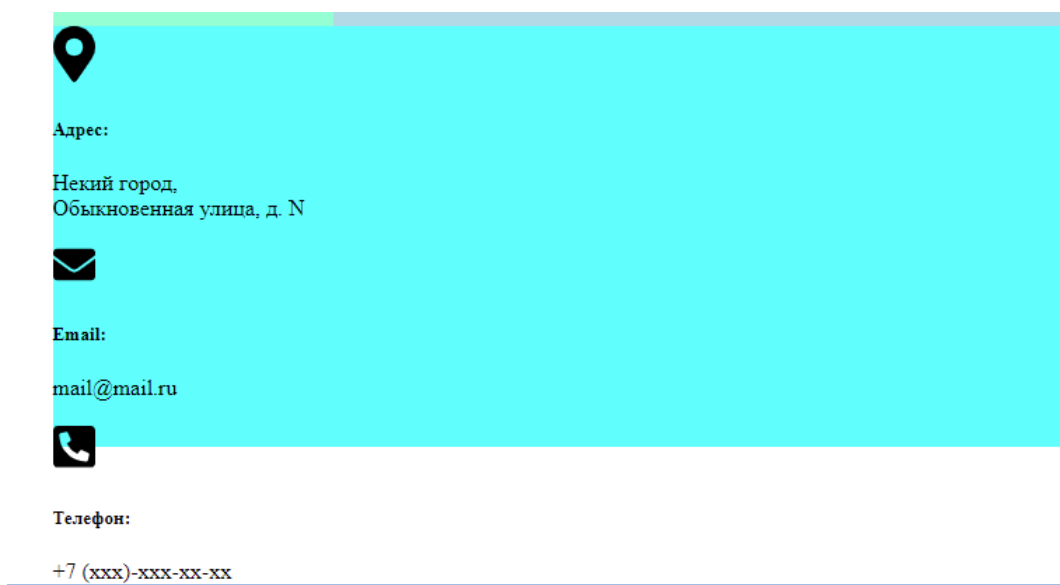 Адрес:
Некий город,
Обыкновенная улица, д. N
Email:
mail@mail.ru
Телефон:
+7 (xxx)-xxx-xx-xx